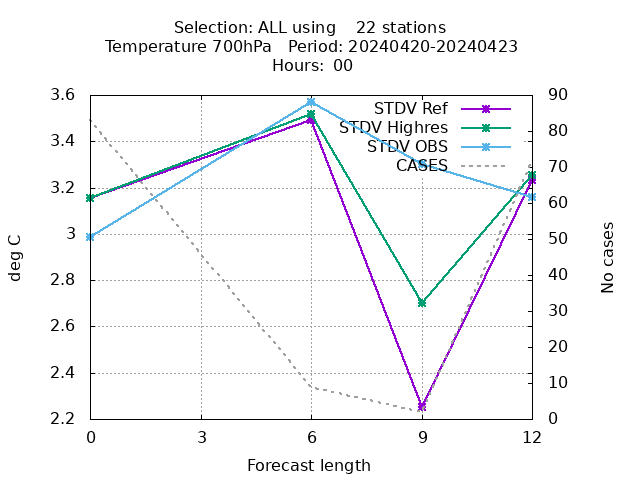 Selection: ALL using    22 stations
Temperature 700hPa   Period: 20240420-20240423
Hours:  00
3.6
3.4
3.2
3
2.8
2.6
2.4
2.2
deg C
STDV Ref
STDV Highres
STDV OBS
CASES
90
80
70
60
50
40
30
20
10
0
No cases
0 3 6 9 12
Forecast length